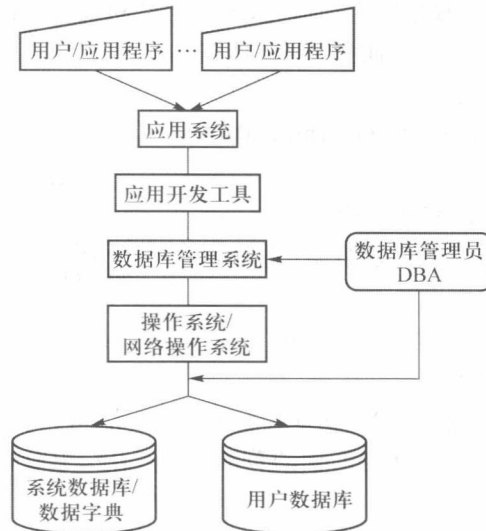 用户/应用程序
…
用户/应用程序
应用系统
应用开发工具
数据库管理系统
数据库管理员
DBA
操作系统/
网络操作系统
系统数据库/
数据字典
用户数据库